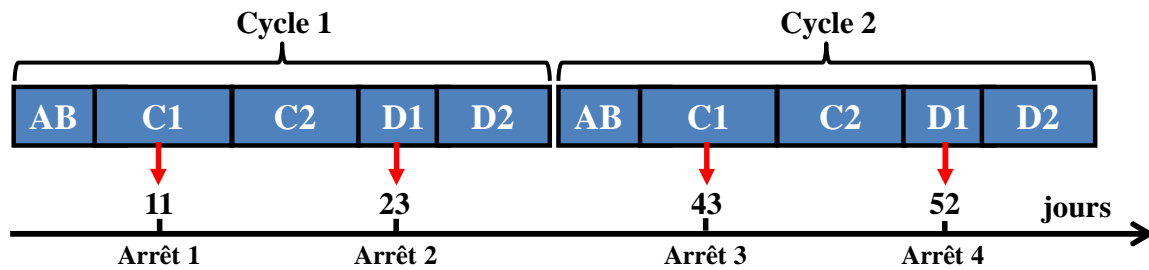 Cycle 1 Cycle 2
AB C1 C2 D1 D2 AB C1 C2 D1 D2
11 23 43 52 jours
Arrêt 1 Arrêt 2 Arrêt 3 Arrêt 4